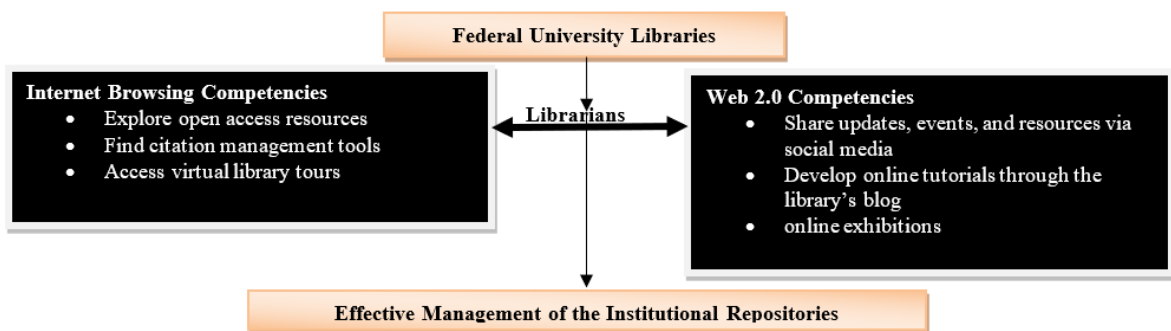 Federal University Libraries
Internet Browsing Competencies
• Explore open access resources
• Find citation management tools
• Access virtual library tours
Librarians
Web 2.0 Competencies
• Share updates, events, and resources via
social media
• Develop online tutorials through the
library's blog
• online exhibitions
Effective Management of the Institutional Repositories